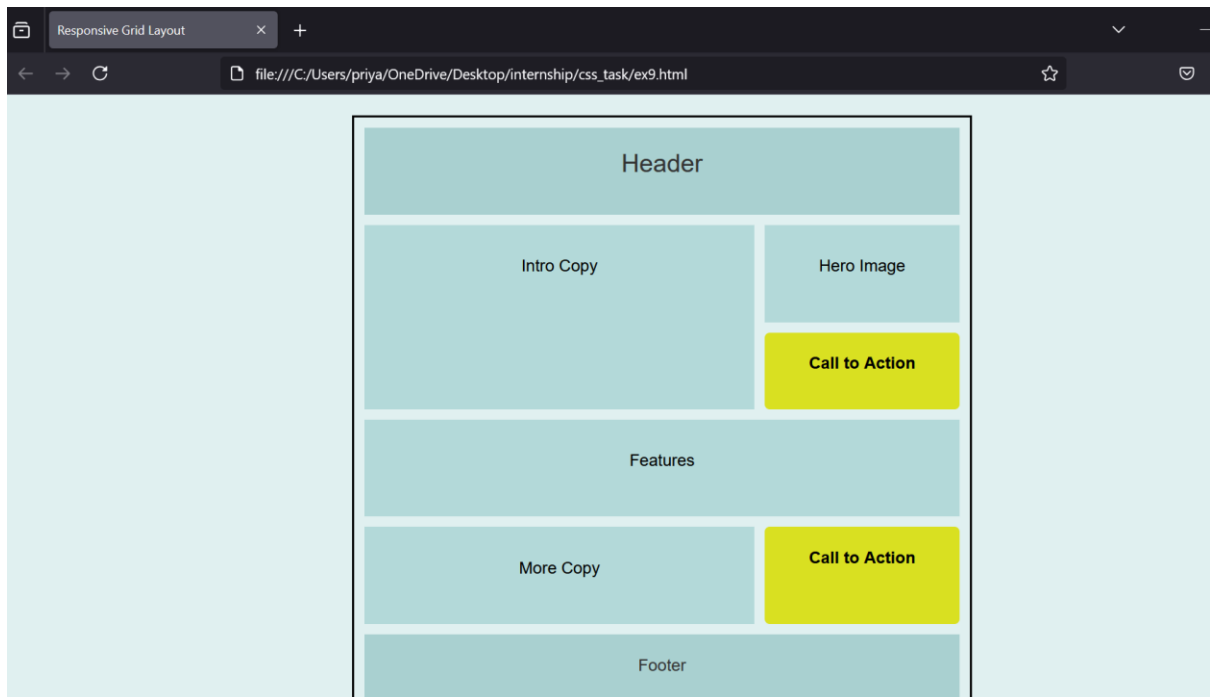 Responsive Grid Layout
file:///C:/Users/priya/OneDrive/Desktop/internship/css_task/ex9.html
Header
Intro Copy
Hero Image
Call to Action
Features
More Copy
Call to Action
Footer